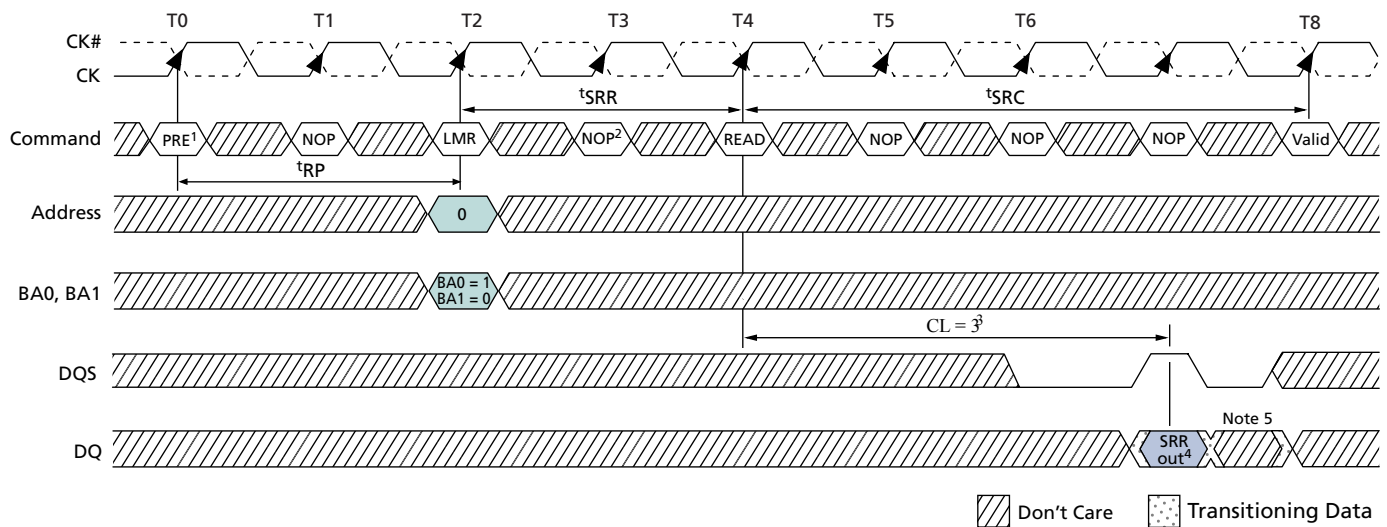 T0 T1 T2 T3 T4 T5 T6 T8
CK#
CK
tSRR tSRC
Command PRE1 NOP LMR NOP2 READ NOP NOP NOP Valid
tRP
Address 0
BA0, BA1 BA0 = 1
BA1 = 0
CL = 33
DQS
Note 5
DQ SRR
out4
Don't Care Transitioning Data